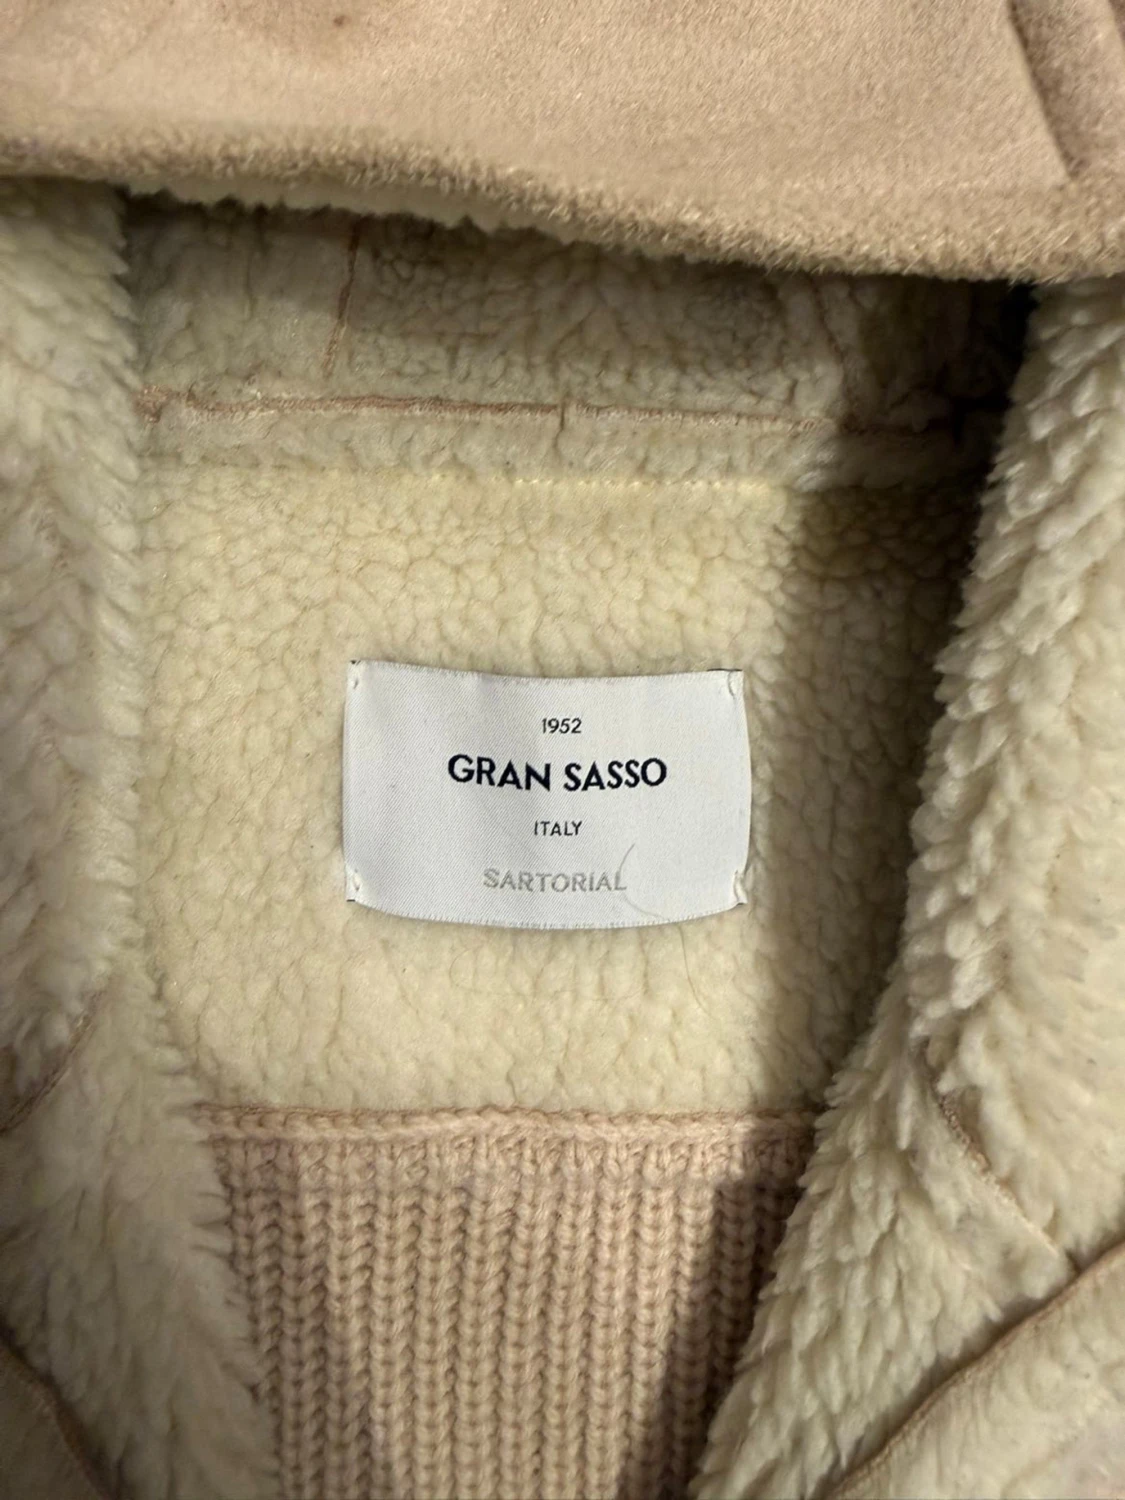 1952
GRAN SASSO
ITALY
SARTORIAL